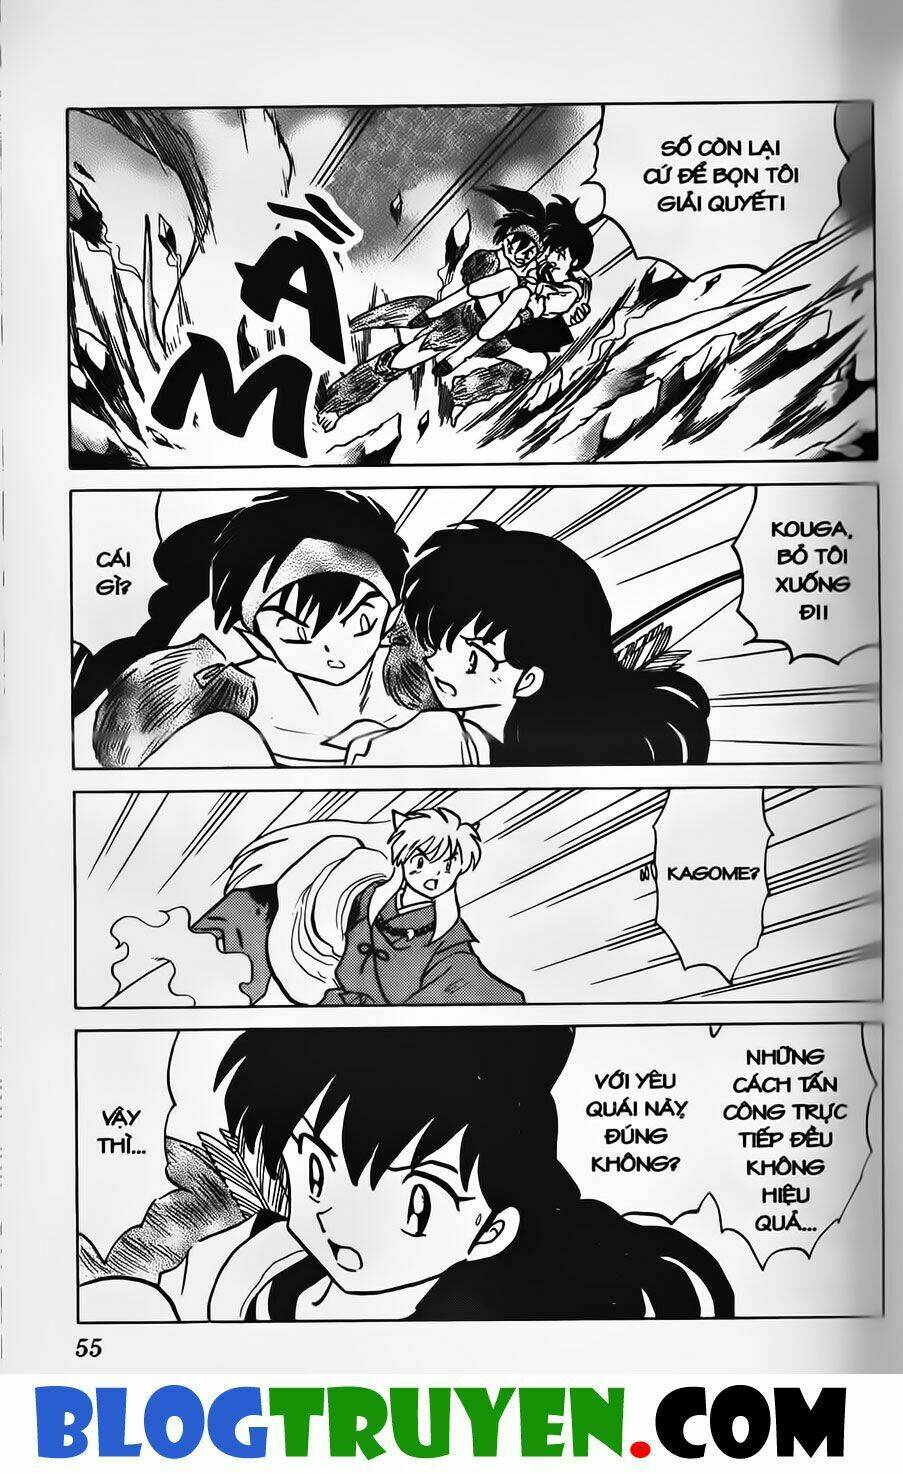 SỐ CÒN LẠI
CỨ ĐỂ BỌN TÔI
GIẢI QUYẾT!
ẦM
KOUGA,
BỎ TÔI
XUỐNG
ĐI!
CÁI
GÌ?
KAGOME?
NHỮNG
CÁCH TẤN
CÔNG TRỰC
TIẾP ĐỀU
KHÔNG
HIỆU
QUẢ...
VỚI YÊU
QUÁI NÀY,
ĐÚNG
KHÔNG?
VẬY
THÌ...
55
BLOGTRUYEN.COM